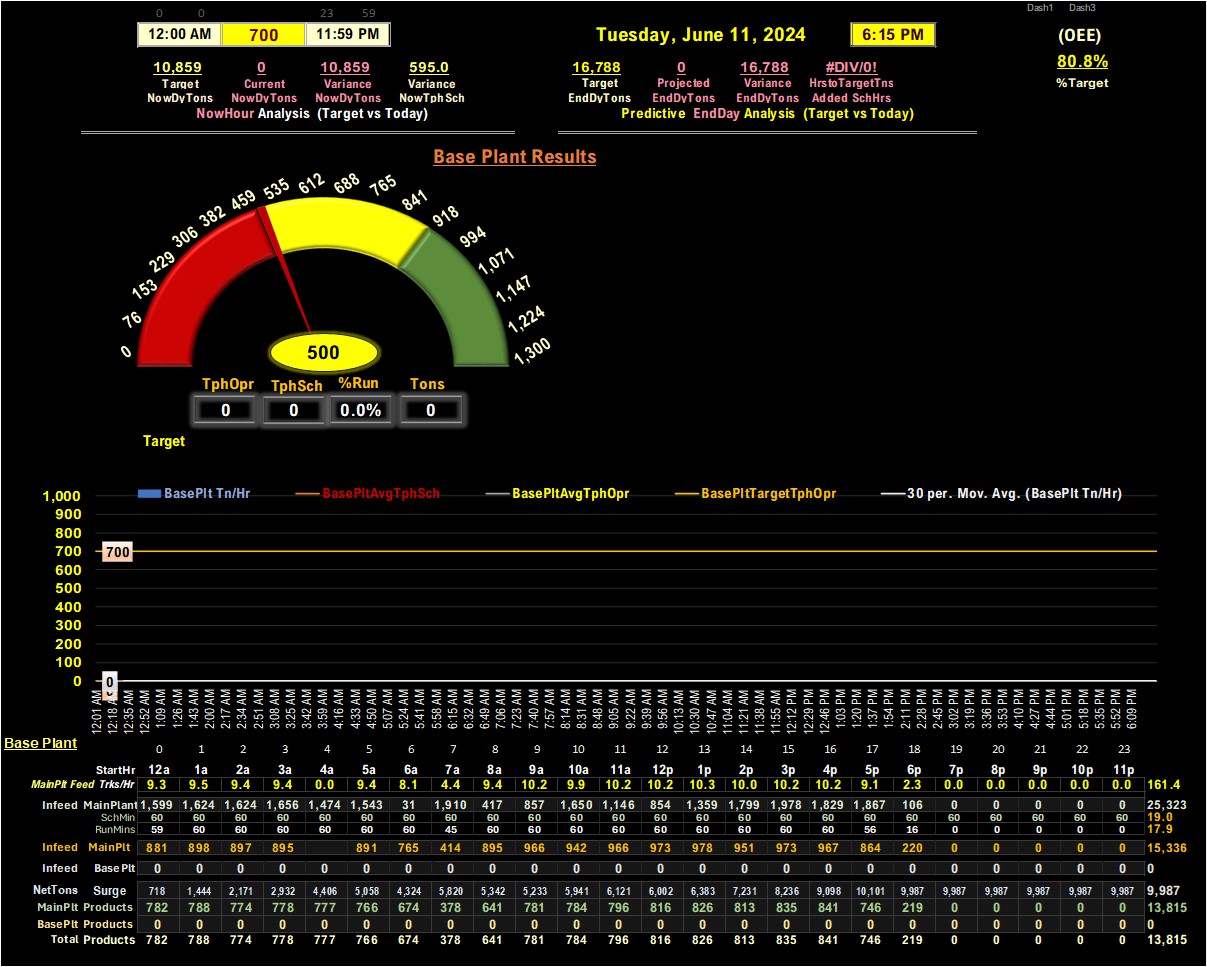 0 0 23 59 Dash1 Dash3
12:00 AM 700 11:59 PM Tuesday, June 11, 2024 6:15 PM (OEE)
10,859 0 10,859 595.0 16,788 0 16,788 #DIV/0! 80.8%
Target Current Variance Variance Target Projected Variance HrstoTargetTns %Target
NowDyTons NowDyTons NowDyTons NowTphSch EndDyTons EndDyTons EndDyTons Added SchHrs
NowHour Analysis (Target vs Today) Predictive EndDay Analysis (Target vs Today)
Base Plant Results
0 76 153 229 306 382 459 535 612 688 765 841 918 994 1,071 1,147 1,224 1,300
500
TphOpr TphSch %Run Tons
0 0 0.0% 0
Target
BasePlt Tn/Hr BasePltAvgTphSch BasePltAvgTphOpr BasePltTargetTphOpr 30 per. Mov. Avg. (BasePlt Tn/Hr)
1,000
900
800
700 700
600
500
400
300
200
100
0 0
12:01 AM 12:18 AM 12:35 AM 12:52 AM 1:09 AM 1:26 AM 1:43 AM 2:00 AM 2:17 AM 2:34 AM 2:51 AM 3:08 AM 3:25 AM 3:42 AM 3:59 AM 4:16 AM 4:33 AM 4:50 AM 5:07 AM 5:24 AM 5:41 AM 5:58 AM 6:15 AM 6:32 AM 6:49 AM 7:06 AM 7:23 AM 7:40 AM 7:57 AM 8:14 AM 8:31 AM 8:48 AM 9:05 AM 9:22 AM 9:39 AM 9:56 AM 10:13 AM 10:30 AM 10:47 AM 11:04 AM 11:21 AM 11:38 AM 11:55 AM 12:12 PM 12:29 PM 12:46 PM 1:03 PM 1:20 PM 1:37 PM 1:54 PM 2:11 PM 2:28 PM 2:45 PM 3:02 PM 3:19 PM 3:36 PM 3:53 PM 4:10 PM 4:27 PM 4:44 PM 5:01 PM 5:18 PM 5:35 PM 5:52 PM 6:09 PM
Base Plant 0 1 2 3 4 5 6 7 8 9 10 11 12 13 14 15 16 17 18 19 20 21 22 23
StartHr 12a 1a 2a 3a 4a 5a 6a 7a 8a 9a 10a 11a 12p 1p 2p 3p 4p 5p 6p 7p 8p 9p 10p 11p
MainPlt Feed Trks/Hr 9.3 9.5 9.4 9.4 0.0 9.4 8.1 4.4 9.4 10.2 9.9 10.2 10.2 10.3 10.0 10.2 10.2 9.1 2.3 0.0 0.0 0.0 0.0 0.0 161.4
Infeed MainPlant 1,599 1,624 1,624 1,656 1,474 1,543 31 1,910 417 857 1,650 1,146 854 1,359 1,799 1,978 1,829 1,867 106 0 0 0 0 0 25,323
SchMin 60 60 60 60 60 60 60 60 60 60 60 60 60 60 60 60 60 60 60 60 60 60 60 60 19.0
RunMins 59 60 60 60 60 60 60 45 60 60 60 60 60 60 60 60 60 56 16 0 0 0 0 0 17.9
Infeed MainPlt 881 898 897 895 891 765 414 895 966 942 966 973 978 951 973 967 864 220 0 0 0 0 0 15,336
Infeed BasePlt 0 0 0 0 0 0 0 0 0 0 0 0 0 0 0 0 0 0 0 0 0 0 0 0 0
NetTons Surge 718 1,444 2,171 2,932 4,406 5,058 4,324 5,820 5,342 5,233 5,941 6,121 6,002 6,383 7,231 8,236 9,098 10,101 9,987 9,987 9,987 9,987 9,987 9,987 9,987
MainPlt Products 782 788 774 778 777 766 674 378 641 781 784 796 816 826 813 835 841 746 219 0 0 0 0 0 13,815
BasePlt Products 0 0 0 0 0 0 0 0 0 0 0 0 0 0 0 0 0 0 0 0 0 0 0 0 0
Total Products 782 788 774 778 777 766 674 378 641 781 784 796 816 826 813 835 841 746 219 0 0 0 0 0 13,815